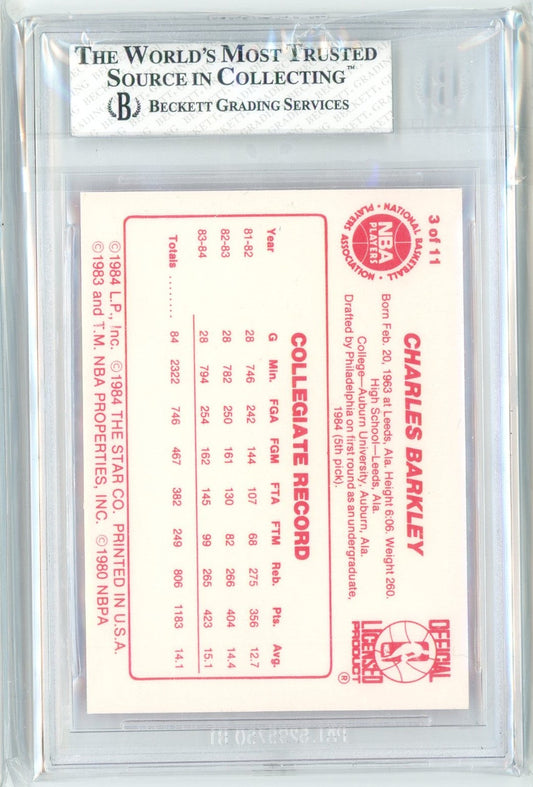 THE WORLD'S MOST TRUSTED
SOURCE IN COLLECTING™
B BECKETT GRADING SERVICES
3 of 11
NATIONAL BASKETBALL
NBA
PLAYERS
PLAYERS ASSOCIATION
CHARLES BARKLEY
Born Feb. 20, 1963 at Leeds, Ala. Height 6:06. Weight 260.
High School—Leeds, Ala.
College—Auburn University, Auburn, Ala.
Drafted by Philadelphia on first round as an undergraduate,
1984 (5th pick).
OFFICIAL
LICENSED
PRODUCT
®
COLLEGIATE RECORD
Year G Min. FGA FGM FTA FTM Reb. Pts. Avg.
81-82 28 746 242 144 107 68 275 356 12.7
82-83 28 782 250 161 130 82 266 404 14.4
83-84 28 794 254 162 145 99 265 423 15.1
Totals ........ 84 2322 746 467 382 249 806 1183 14.1
©1984 L.P., Inc. ©1984 THE STAR CO. PRINTED IN U.S.A.
©1983 and T.M. NBA PROPERTIES, INC. ©1980 NBPA